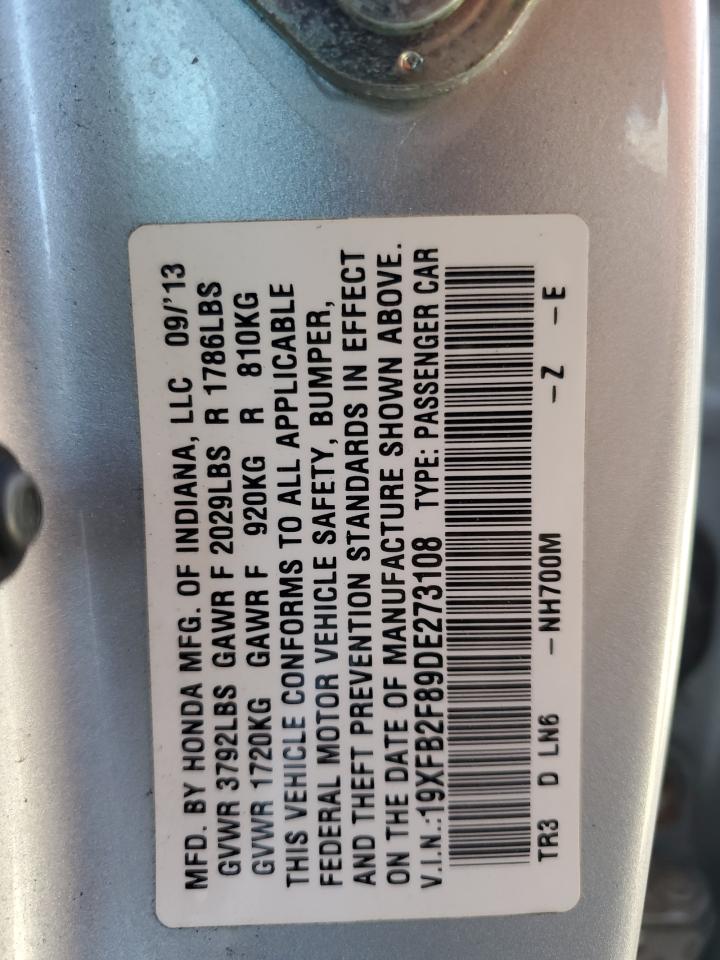 MFD. BY HONDA MFG. OF INDIANA, LLC 09/'13
GVWR 3792LBS GAWR F 2029LBS R 1786LBS
GVWR 1720KG GAWR F 920KG R 810KG
THIS VEHICLE CONFORMS TO ALL APPLICABLE
FEDERAL MOTOR VEHICLE SAFETY, BUMPER,
AND THEFT PREVENTION STANDARDS IN EFFECT
ON THE DATE OF MANUFACTURE SHOWN ABOVE.
V.I.N.:19XFB2F89DE273108 TYPE: PASSENGER CAR
TR3 D LN6 -NH700M -Z -E